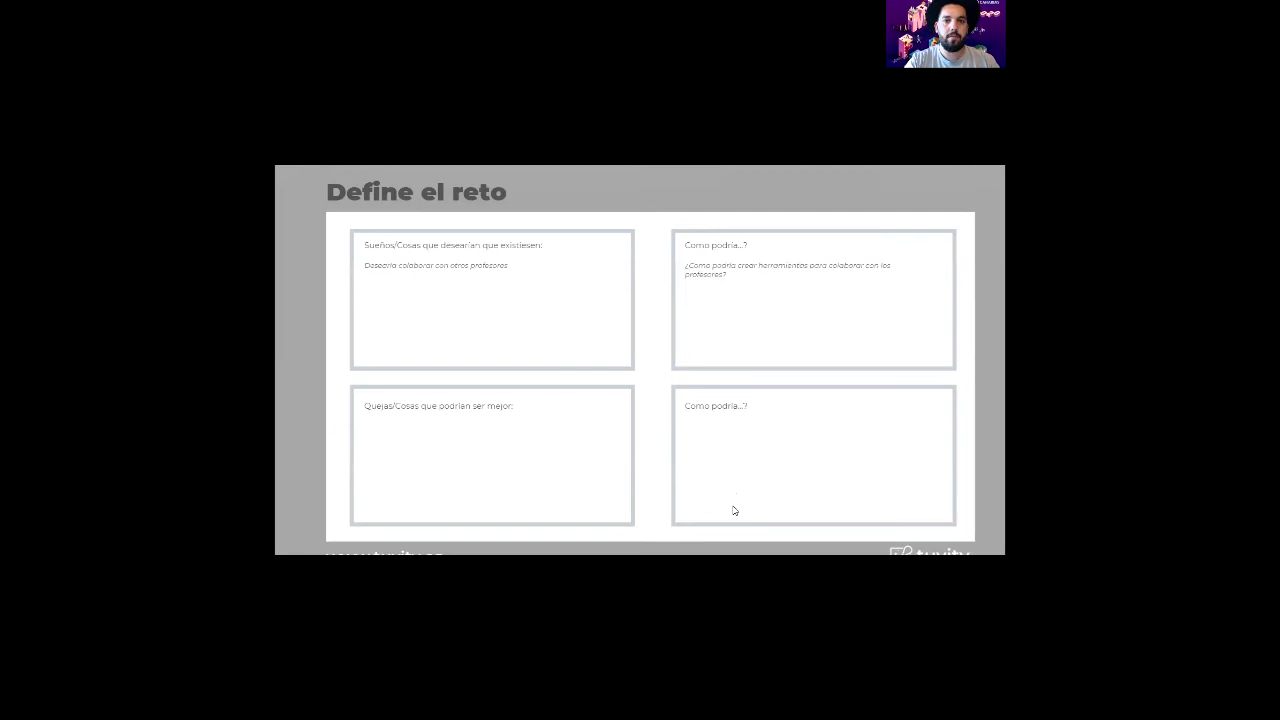 Define el reto
Sueños/Cosas que desearían que existiesen:
Desearía colaborar con otros profesores
Como podría...?
¿Como podría crear herramientas para colaborar con los
profesores?
Quejas/Cosas que podrían ser mejor:
Como podría...?
tuvity